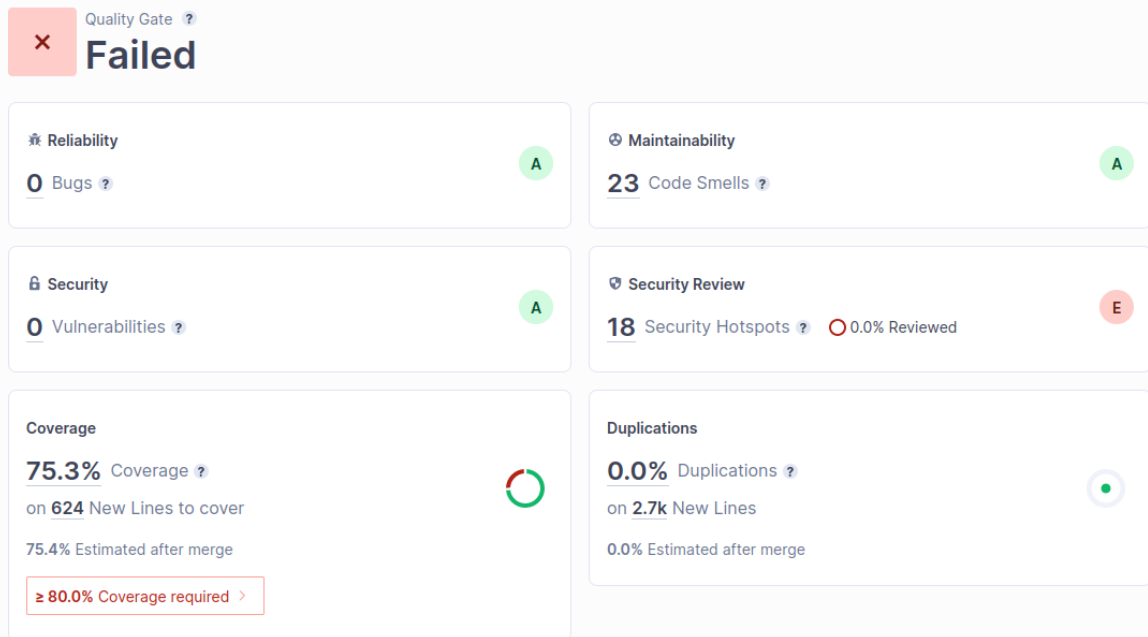 Quality Gate ?
Failed
Reliability
0 Bugs ?
A
Maintainability
23 Code Smells ?
A
Security
0 Vulnerabilities ?
A
Security Review
18 Security Hotspots ? 0.0% Reviewed
E
Coverage
75.3% Coverage ?
on 624 New Lines to cover
75.4% Estimated after merge
≥ 80.0% Coverage required
Duplications
0.0% Duplications ?
on 2.7k New Lines
0.0% Estimated after merge